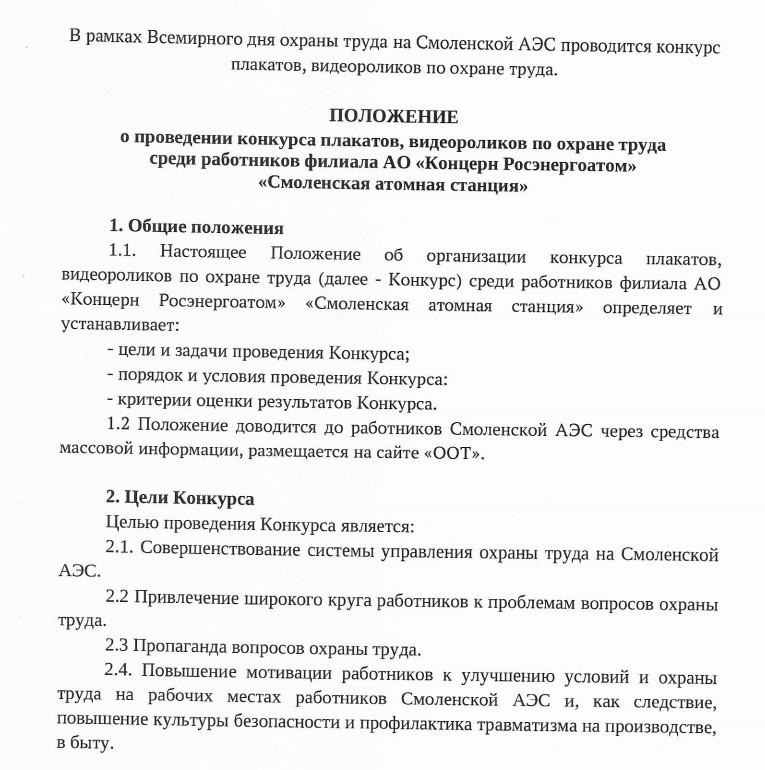 В рамках Всемирного дня охраны труда на Смоленской АЭС проводится конкурс
плакатов, видеороликов по охране труда.
ПОЛОЖЕНИЕ
о проведении конкурса плакатов, видеороликов по охране труда
среди работников филиала АО «Концерн Росэнергоатом»
«Смоленская атомная станция»
1. Общие положения
1.1. Настоящее Положение об организации конкурса плакатов,
видеороликов по охране труда (далее - Конкурс) среди работников филиала АО
«Концерн Росэнергоатом» «Смоленская атомная станция» определяет и
устанавливает:
- цели и задачи проведения Конкурса;
- порядок и условия проведения Конкурса:
- критерии оценки результатов Конкурса.
1.2 Положение доводится до работников Смоленской АЭС через средства
массовой информации, размещается на сайте «ООТ».
2. Цели Конкурса
Целью проведения Конкурса является:
2.1. Совершенствование системы управления охраны труда на Смоленской
АЭС.
2.2 Привлечение широкого круга работников к проблемам вопросов охраны
труда.
2.3 Пропаганда вопросов охраны труда.
2.4. Повышение мотивации работников к улучшению условий и охраны
труда на рабочих местах работников Смоленской АЭС и, как следствие,
повышение культуры безопасности и профилактика травматизма на производстве,
в быту.